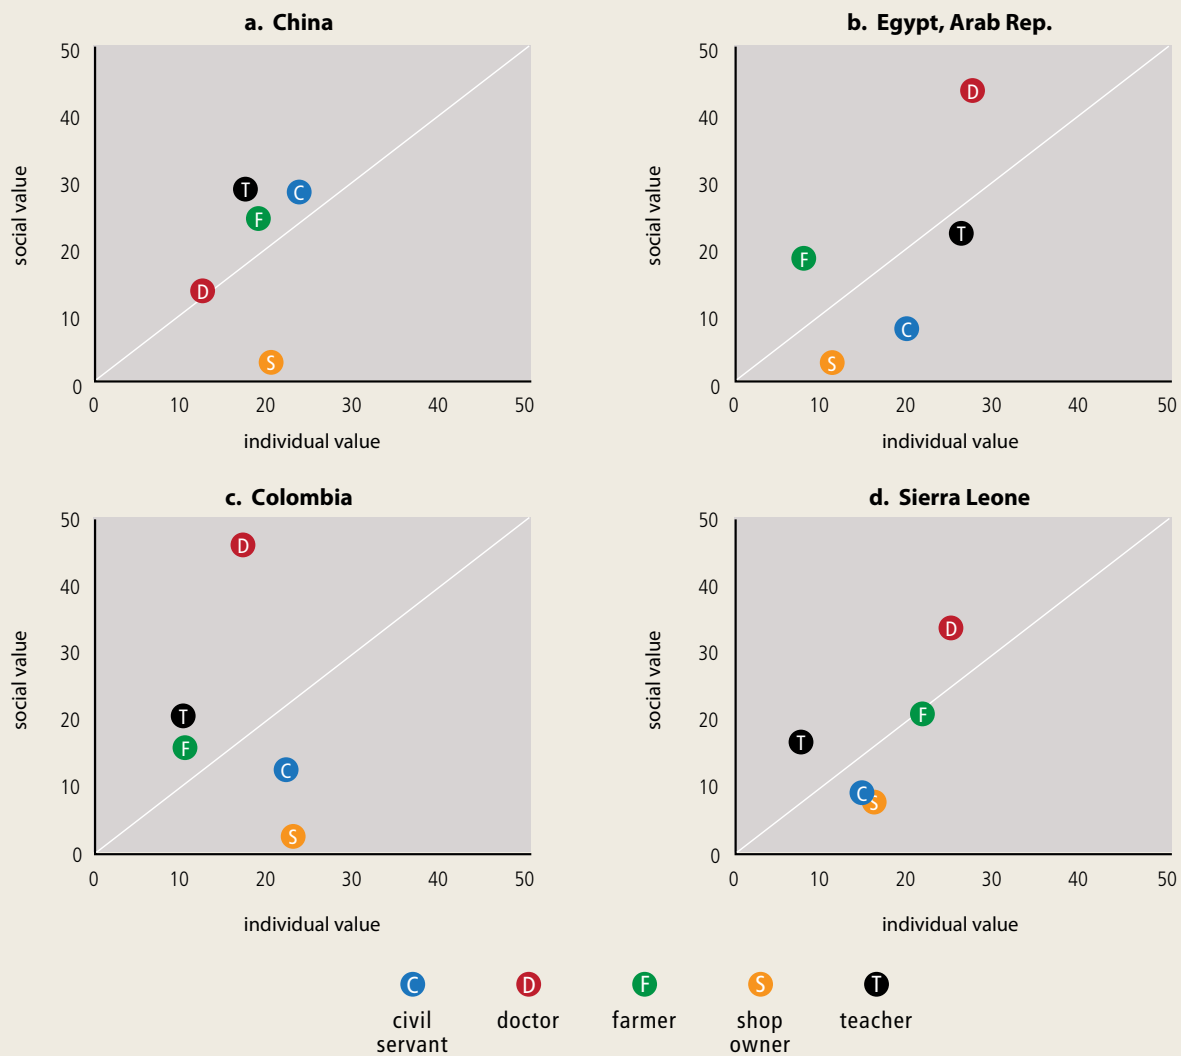 a. China
50
40
30
20
10
0
social value
T
C
F
D
S
0 10 20 30 40 50
individual value
b. Egypt, Arab Rep.
50
40
30
20
10
0
social value
D
T
F
C
S
0 10 20 30 40 50
individual value
c. Colombia
50
40
30
20
10
0
social value
D
T
F
C
S
0 10 20 30 40 50
individual value
d. Sierra Leone
50
40
30
20
10
0
social value
D
F
T
C
S
0 10 20 30 40 50
individual value
C D F S T
civil doctor farmer shop teacher
servant owner